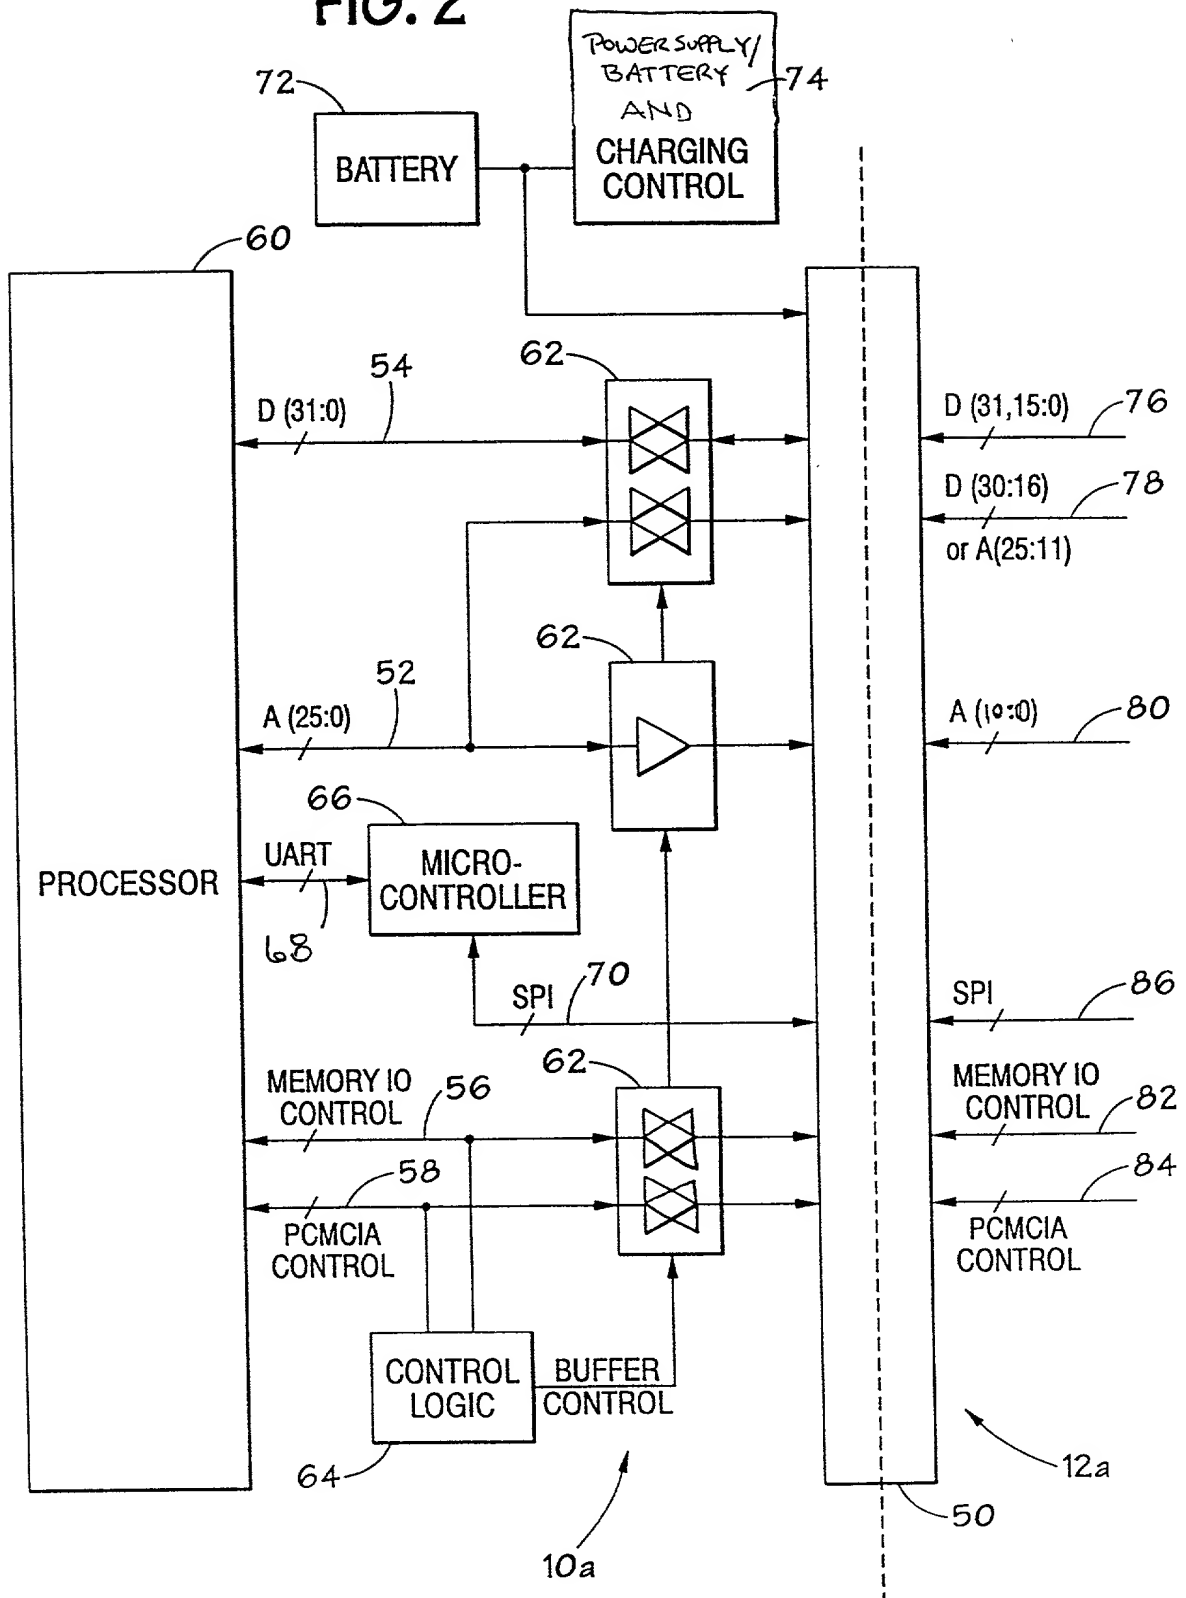 FIG. 2
POWER SUPPLY/
BATTERY
AND
CHARGING
CONTROL
74
72
BATTERY
60
PROCESSOR
54
D (31:0)
62
D (31,15:0)
76
D (30:16)
78
or A(25:11)
62
52
A (25:0)
A (10:0)
80
66
UART
MICRO-
CONTROLLER
68
SPI
70
SPI
86
62
MEMORY IO
CONTROL
56
MEMORY IO
CONTROL
82
58
PCMCIA
CONTROL
84
PCMCIA
CONTROL
CONTROL
LOGIC
BUFFER
CONTROL
64
10a
12a
50